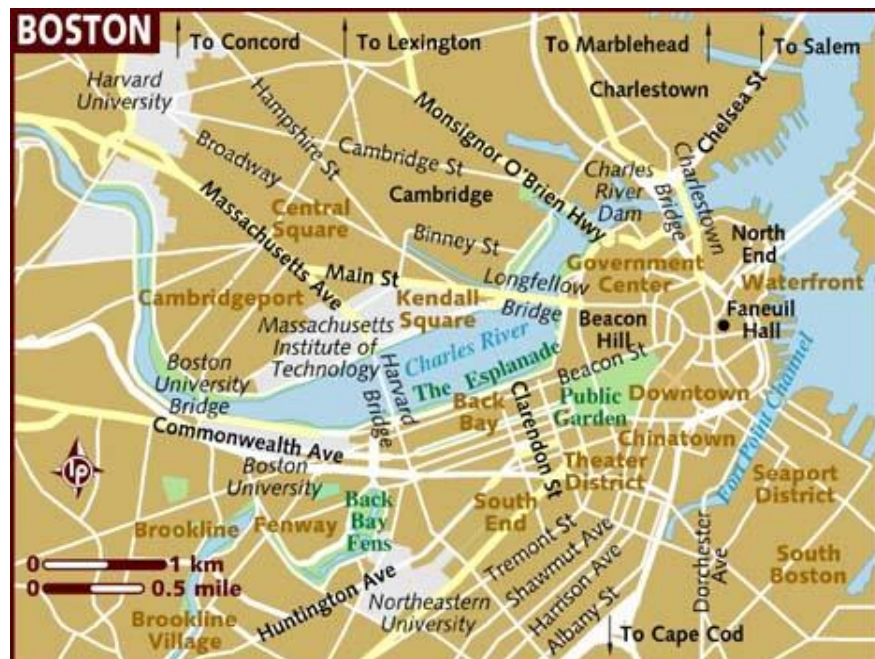 BOSTON
To Concord
To Lexington
To Marblehead
To Salem
Harvard
University
Hampshire St
Monsignor O'Brien Hwy
Charlestown
Chelsea St
Broadway
Cambridge St
Charles
River
Dam
Charlestown
Bridge
Massachusetts Ave
Cambridge
Central
Square
Binney St
North
End
Government
Center
Waterfront
Main St
Longfellow
Bridge
Cambridgeport
Kendall
Square
Beacon
Hill
Faneuil
Hall
Massachusetts
Institute of
Technology
Charles River
Beacon St
Boston
University
Bridge
Harvard
Bridge
The Esplanade
Back
Bay
Clarendon St
Public
Garden
Downtown
Fort Point Channel
Commonwealth Ave
Chinatown
LP
Boston
University
Theater
District
Seaport
District
Back
Bay
Fens
South
End
Brookline
Fenway
Tremont St
Shawmut Ave
Harrison Ave
Albany St
Dorchester
Ave
South
Boston
0 1 km
0 0.5 mile
Huntington Ave
Northeastern
University
Brookline
Village
To Cape Cod